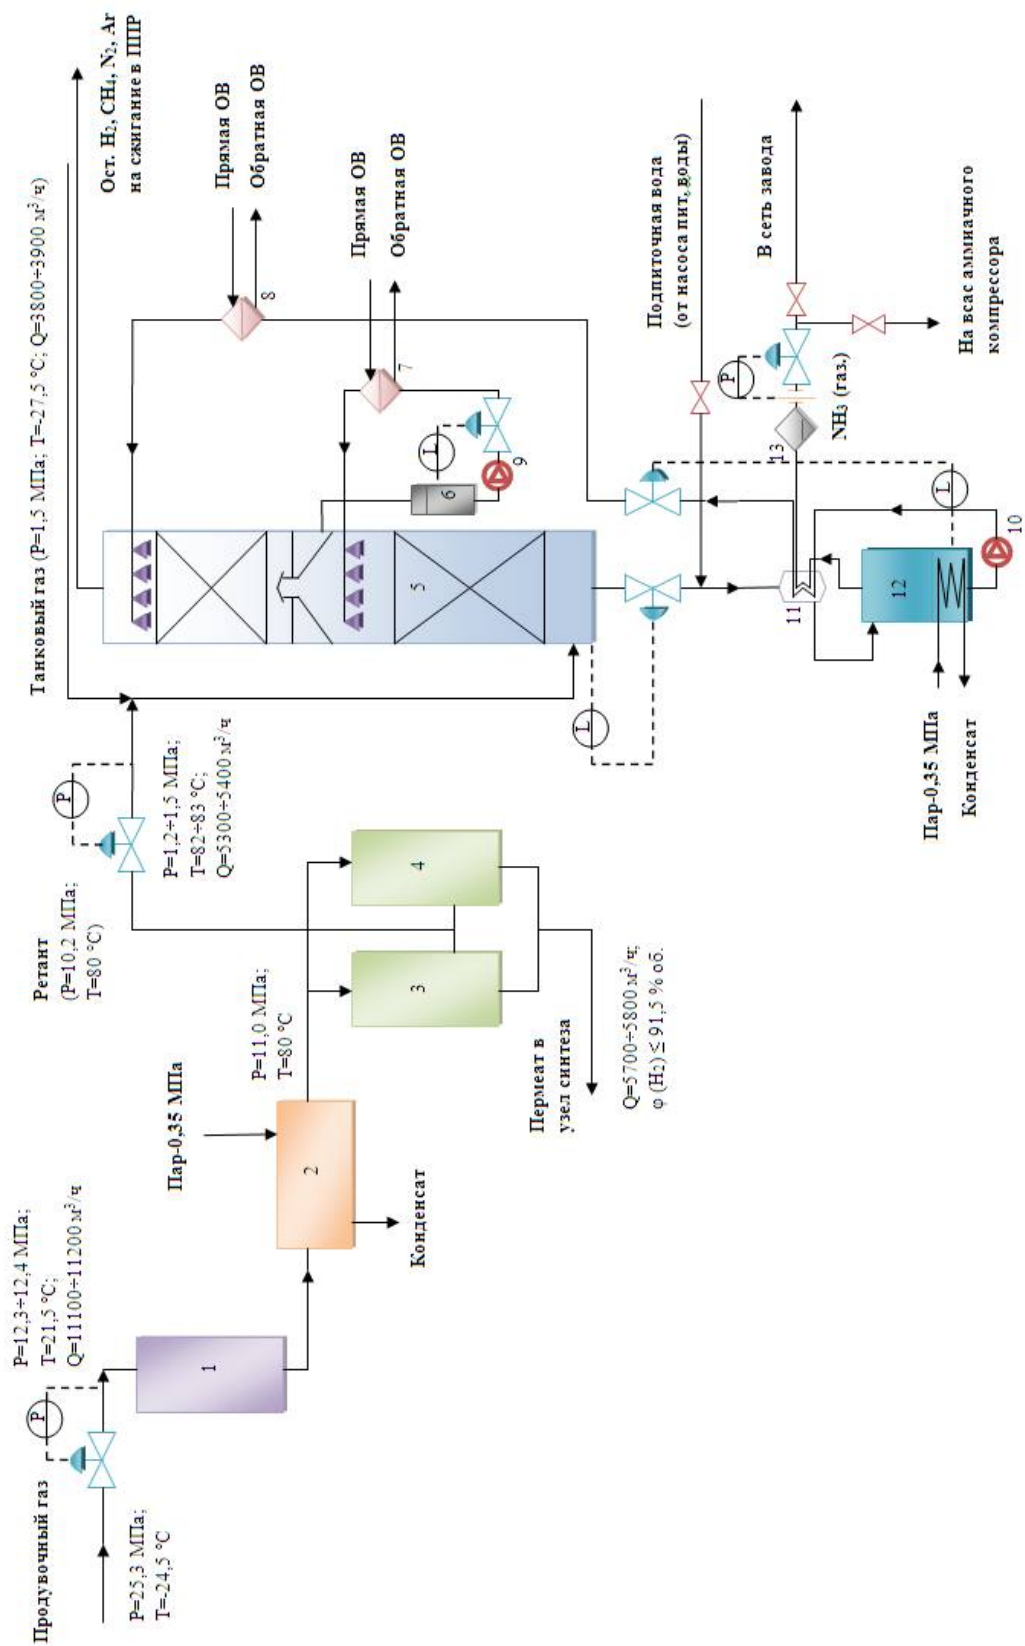 Продувочный газ
P=25,3 МПа;
T=-24,5 °C
P
P=12,3÷12,4 МПа;
T=21,5 °C;
Q=11100÷11200 м³/ч
1
Пар-0,35 МПа
2
Конденсат
P=11,0 МПа;
T=80 °C
3
4
Пермеат в
узел синтеза
Q=5700÷5800 м³/ч;
φ (H₂) ≤ 91,5 % об.
Ретант
(P=10,2 МПа;
T=80 °C)
P
P=1,2÷1,5 МПа;
T=82÷83 °C;
Q=5300÷5400 м³/ч
Танковый газ (P=1,5 МПа; T=-27,5 °C; Q=3800÷3900 м³/ч)
Ост. H₂, CH₄, N₂, Ar
на сжигание в ППР
Прямая ОВ
Обратная ОВ
8
Прямая ОВ
Обратная ОВ
7
L
6
9
5
L
Подпиточная вода
(от насоса пит. воды)
В сеть завода
P
NH₃ (газ.)
13
На всас аммиачного
компрессора
11
L
12
10
Пар-0,35 МПа
Конденсат